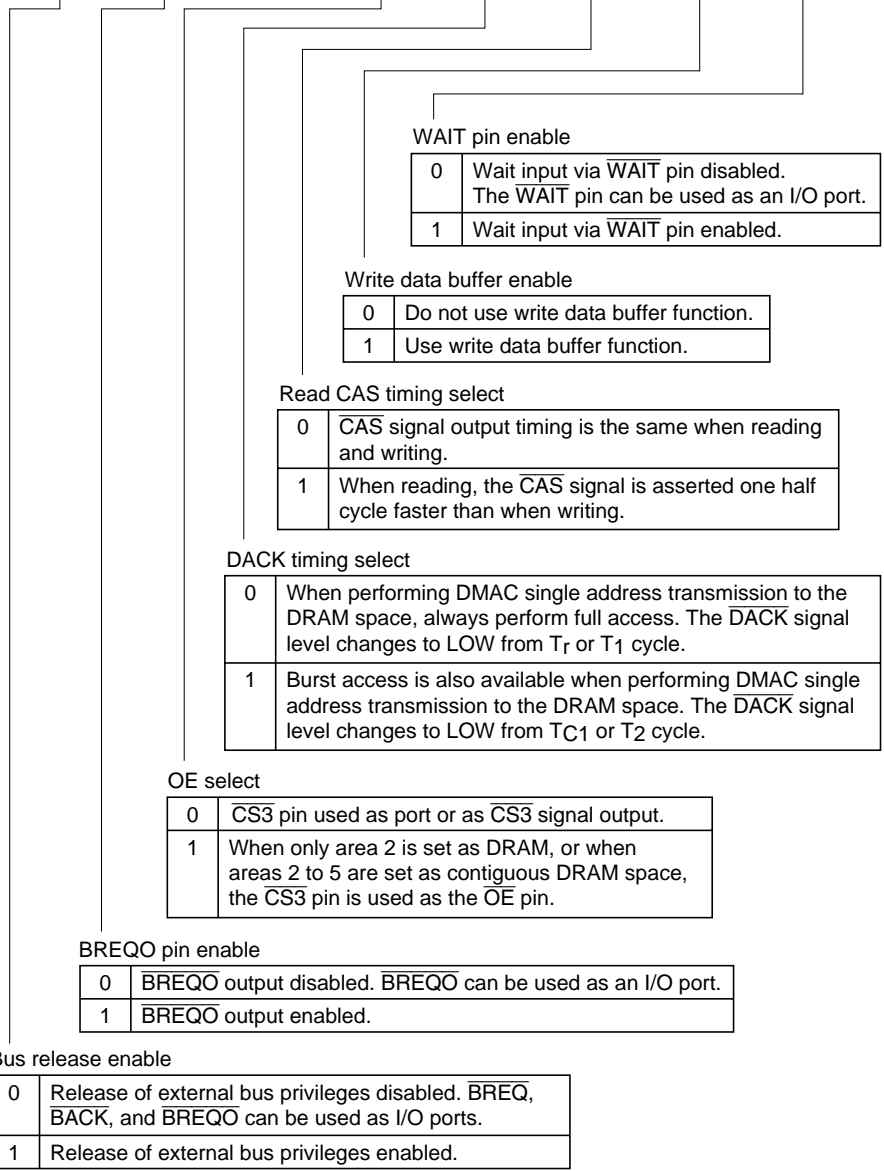 WAIT pin enable
0 Wait input via WAIT pin disabled.
The WAIT pin can be used as an I/O port.
1 Wait input via WAIT pin enabled.
Write data buffer enable
0 Do not use write data buffer function.
1 Use write data buffer function.
Read CAS timing select
0 CAS signal output timing is the same when reading
and writing.
1 When reading, the CAS signal is asserted one half
cycle faster than when writing.
DACK timing select
0 When performing DMAC single address transmission to the
DRAM space, always perform full access. The DACK signal
level changes to LOW from Tr or T1 cycle.
1 Burst access is also available when performing DMAC single
address transmission to the DRAM space. The DACK signal
level changes to LOW from TC1 or T2 cycle.
OE select
0 CS3 pin used as port or as CS3 signal output.
1 When only area 2 is set as DRAM, or when
areas 2 to 5 are set as contiguous DRAM space,
the CS3 pin is used as the OE pin.
BREQO pin enable
0 BREQO output disabled. BREQO can be used as an I/O port.
1 BREQO output enabled.
Bus release enable
0 Release of external bus privileges disabled. BREQ,
BACK, and BREQO can be used as I/O ports.
1 Release of external bus privileges enabled.